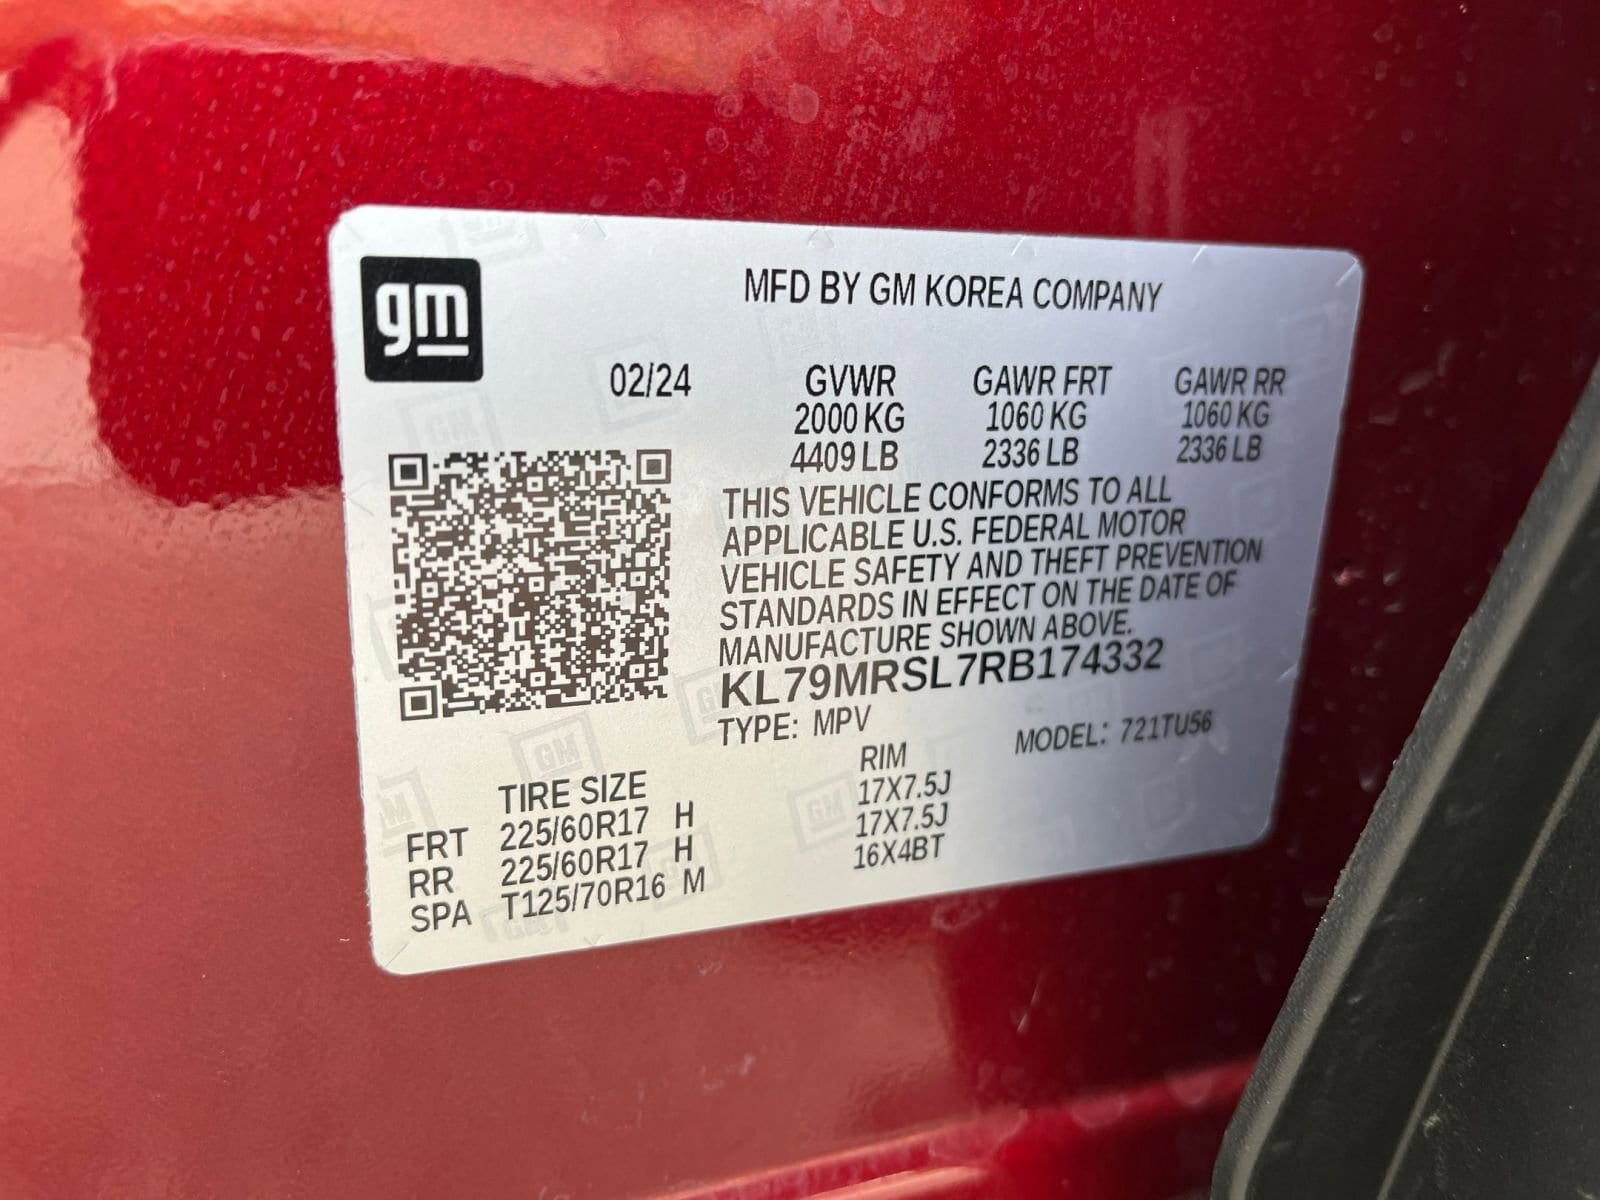 gm
MFD BY GM KOREA COMPANY
02/24
GVWR GAWR FRT GAWR RR
2000 KG 1060 KG 1060 KG
4409 LB 2336 LB 2336 LB
THIS VEHICLE CONFORMS TO ALL
APPLICABLE U.S. FEDERAL MOTOR
VEHICLE SAFETY AND THEFT PREVENTION
STANDARDS IN EFFECT ON THE DATE OF
MANUFACTURE SHOWN ABOVE.
KL79MRSL7RB174332
TYPE: MPV MODEL: 721TU56
TIRE SIZE RIM
FRT 225/60R17 H 17X7.5J
RR 225/60R17 H 17X7.5J
SPA T125/70R16 M 16X4BT